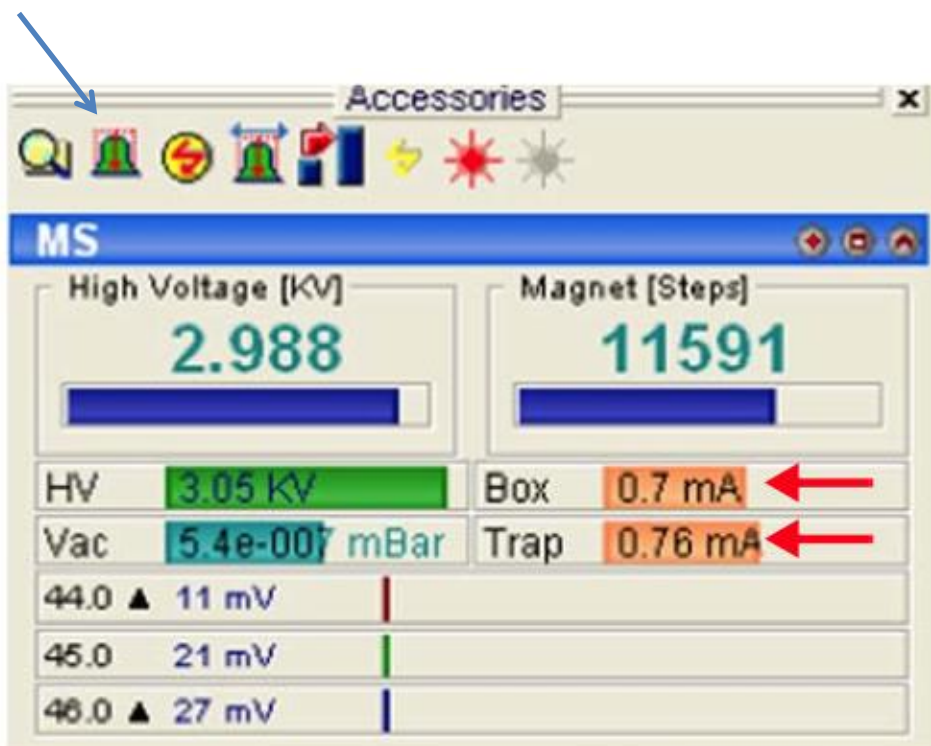 Accessories
MS
High Voltage [KV] Magnet [Steps]
2.988 11591
HV 3.05 KV Box 0.7 mA
Vac 5.4e-007 mBar Trap 0.76 mA
44.0 ▲ 11 mV
45.0 21 mV
46.0 ▲ 27 mV